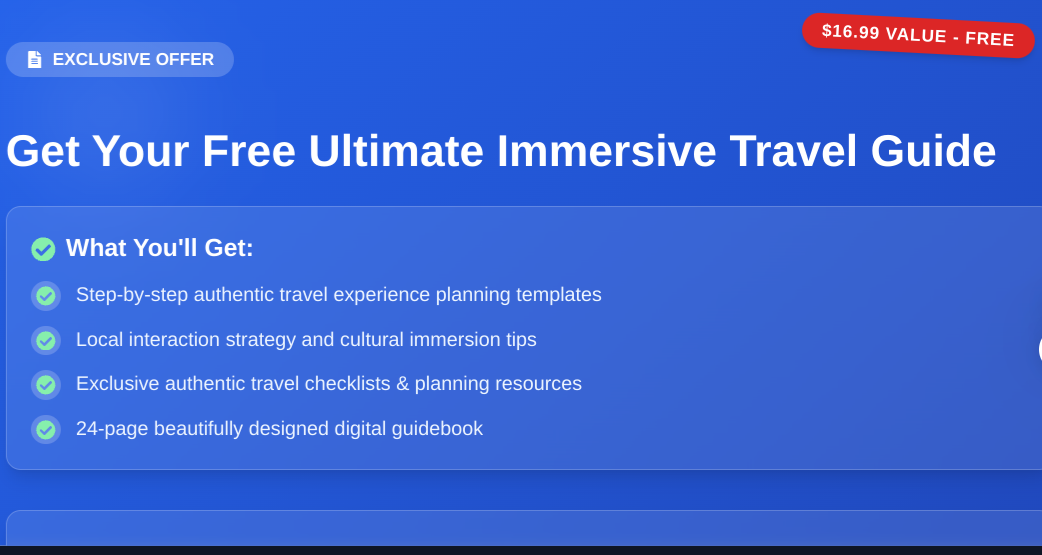 $16.99 VALUE - FREE
EXCLUSIVE OFFER
Get Your Free Ultimate Immersive Travel Guide
What You'll Get:
Step-by-step authentic travel experience planning templates
Local interaction strategy and cultural immersion tips
Exclusive authentic travel checklists & planning resources
24-page beautifully designed digital guidebook